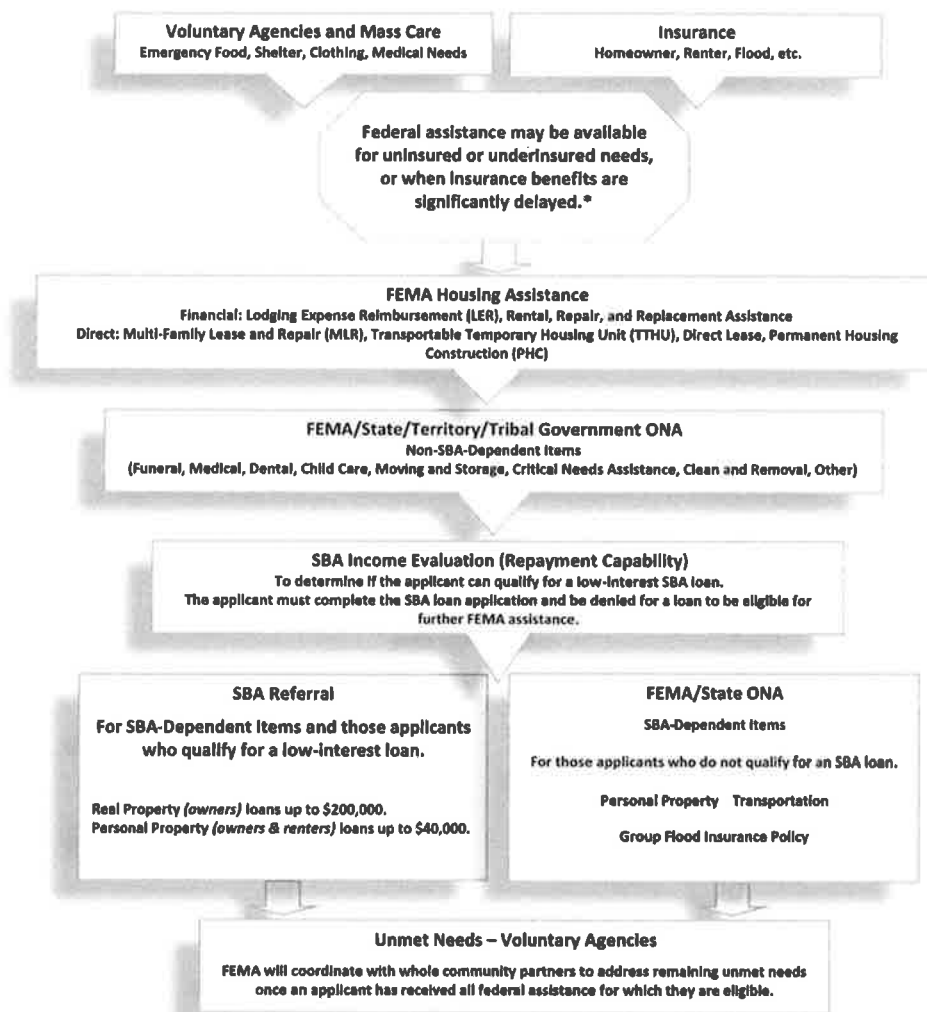 Voluntary Agencies and Mass Care
Emergency Food, Shelter, Clothing, Medical Needs
Insurance
Homeowner, Renter, Flood, etc.
Federal assistance may be available
for uninsured or underinsured needs,
or when insurance benefits are
significantly delayed.*
FEMA Housing Assistance
Financial: Lodging Expense Reimbursement (LER), Rental, Repair, and Replacement Assistance
Direct: Multi-Family Lease and Repair (MLR), Transportable Temporary Housing Unit (TTHU), Direct Lease, Permanent Housing
Construction (PHC)
FEMA/State/Territory/Tribal Government ONA
Non-SBA-Dependent Items
(Funeral, Medical, Dental, Child Care, Moving and Storage, Critical Needs Assistance, Clean and Removal, Other)
SBA Income Evaluation (Repayment Capability)
To determine if the applicant can qualify for a low-interest SBA loan.
The applicant must complete the SBA loan application and be denied for a loan to be eligible for
further FEMA assistance.
SBA Referral
For SBA-Dependent Items and those applicants
who qualify for a low-interest loan.
Real Property (owners) loans up to $200,000.
Personal Property (owners & renters) loans up to $40,000.
FEMA/State ONA
SBA-Dependent Items
For those applicants who do not qualify for an SBA loan.
Personal Property Transportation
Group Flood Insurance Policy
Unmet Needs – Voluntary Agencies
FEMA will coordinate with whole community partners to address remaining unmet needs
once an applicant has received all federal assistance for which they are eligible.